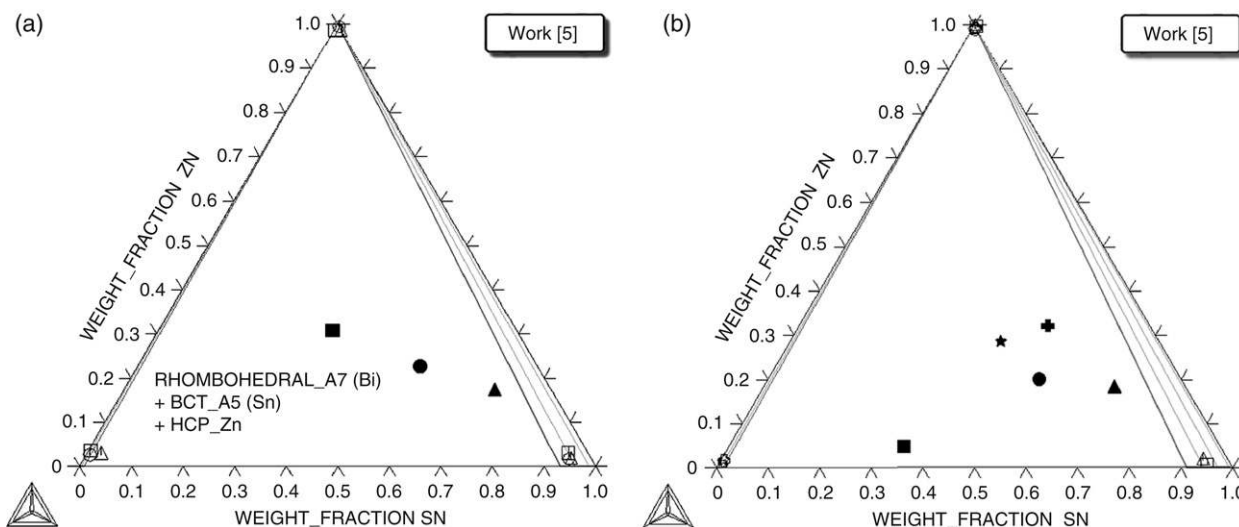 (a)
Work [5]
1.0
0.9
0.8
0.7
0.6
0.5
0.4
0.3
0.2
0.1
0
WEIGHT_FRACTION ZN
RHOMBOHEDRAL_A7 (Bi)
+ BCT_A5 (Sn)
+ HCP_Zn
0 0.1 0.2 0.3 0.4 0.5 0.6 0.7 0.8 0.9 1.0
WEIGHT_FRACTION SN
(b)
Work [5]
1.0
0.9
0.8
0.7
0.6
0.5
0.4
0.3
0.2
0.1
0
WEIGHT_FRACTION ZN
0 0.1 0.2 0.3 0.4 0.5 0.6 0.7 0.8 0.9 1.0
WEIGHT_FRACTION SN